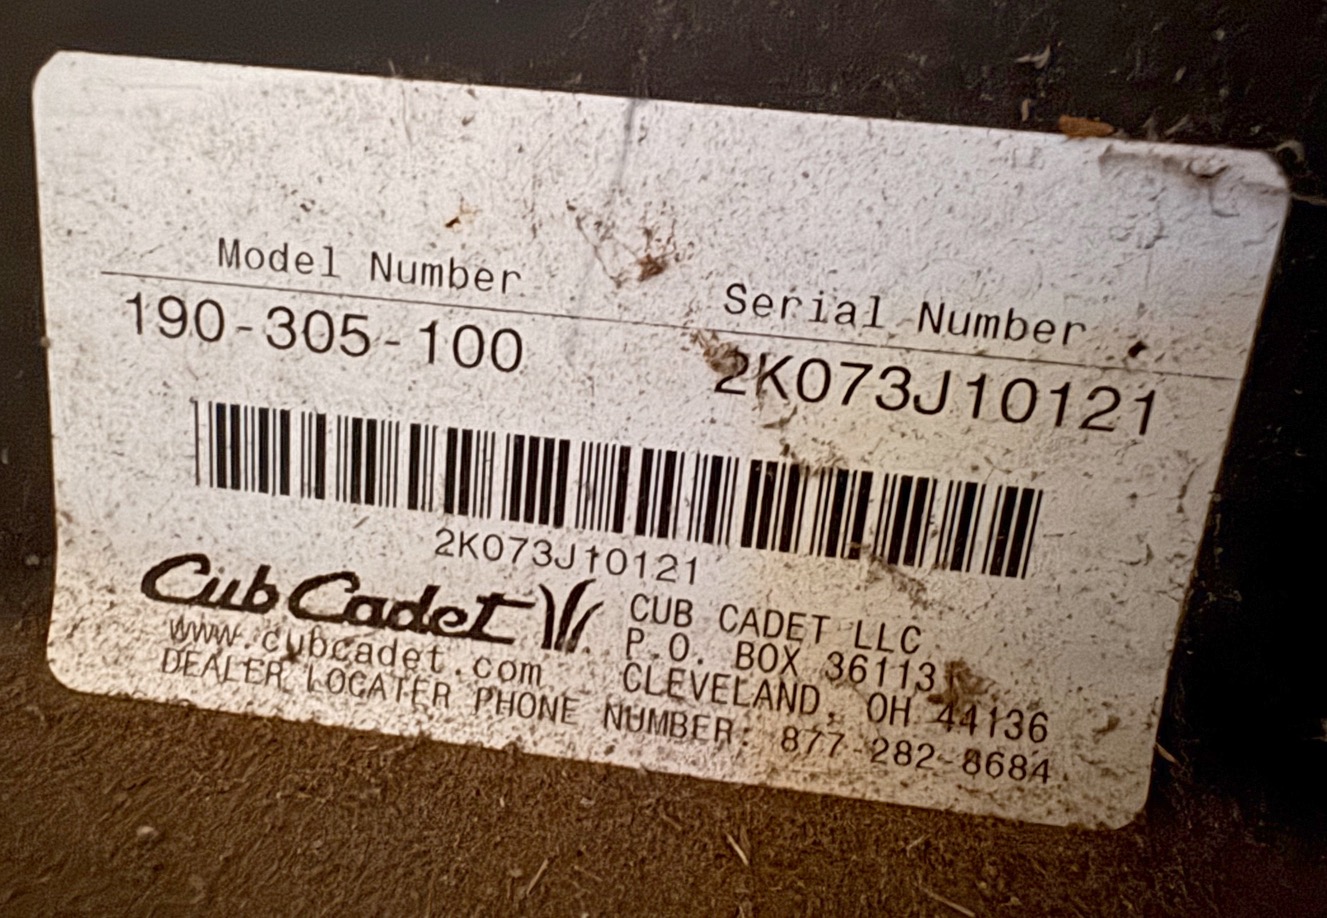 Model Number
Serial Number
190-305-100
2K073J10121
2K073J10121
Cub Cadet
www.cubcadet.com
CUB CADET LLC
P.O. BOX 36113
CLEVELAND, OH 44136
DEALER LOCATER PHONE NUMBER: 877-282-8684